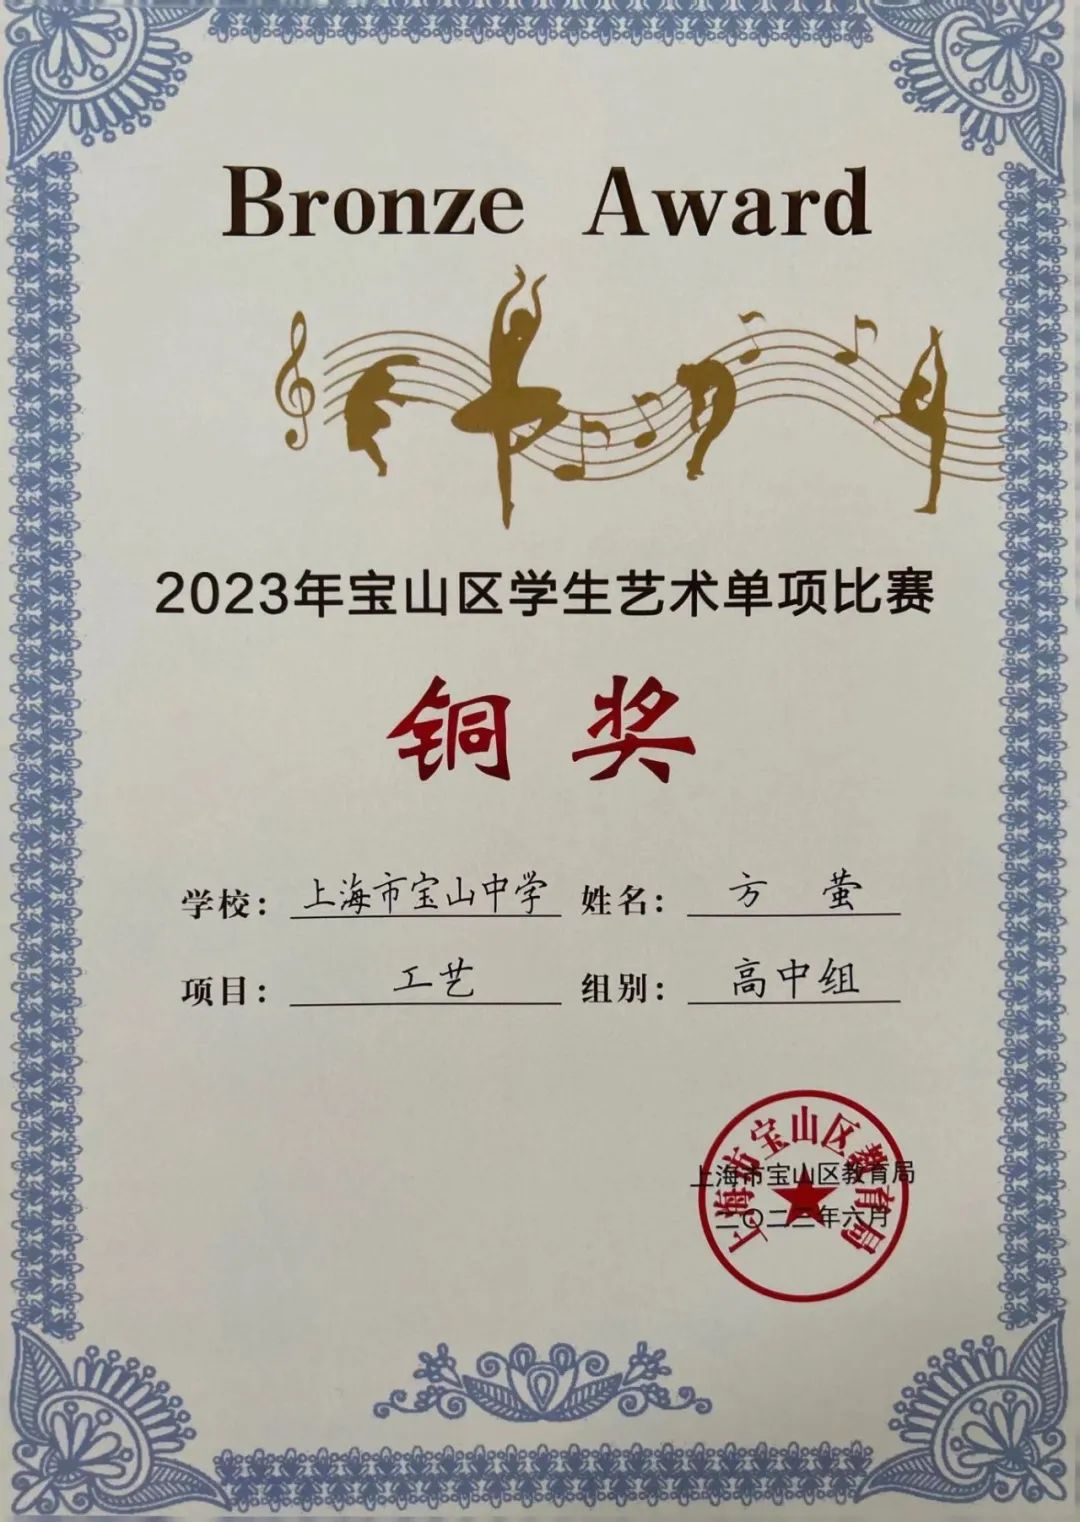 Bronze Award
2023年宝山区学生艺术单项比赛
铜奖
学校：上海市宝山中学 姓名：方萤
项目：工艺 组别：高中组
上海市宝山区教育局
上海市宝山区教育局
二〇二三年六月